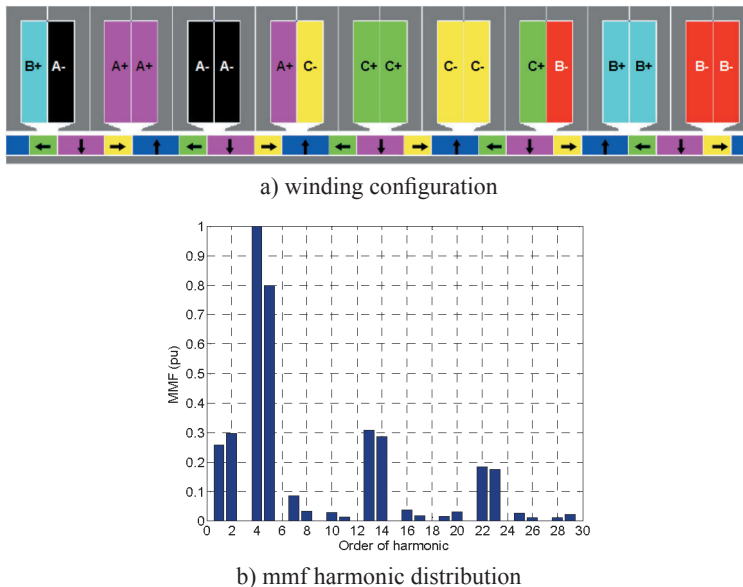 B+ A- A+ A+ A- A- A+ C- C+ C+ C- C- C+ B- B+ B+ B- B-
a) winding configuration
1
0.9
0.8
0.7
0.6
0.5
0.4
0.3
0.2
0.1
0
MMF (pu)
0 2 4 6 8 10 12 14 16 18 20 22 24 26 28 30
Order of harmonic
b) mmf harmonic distribution